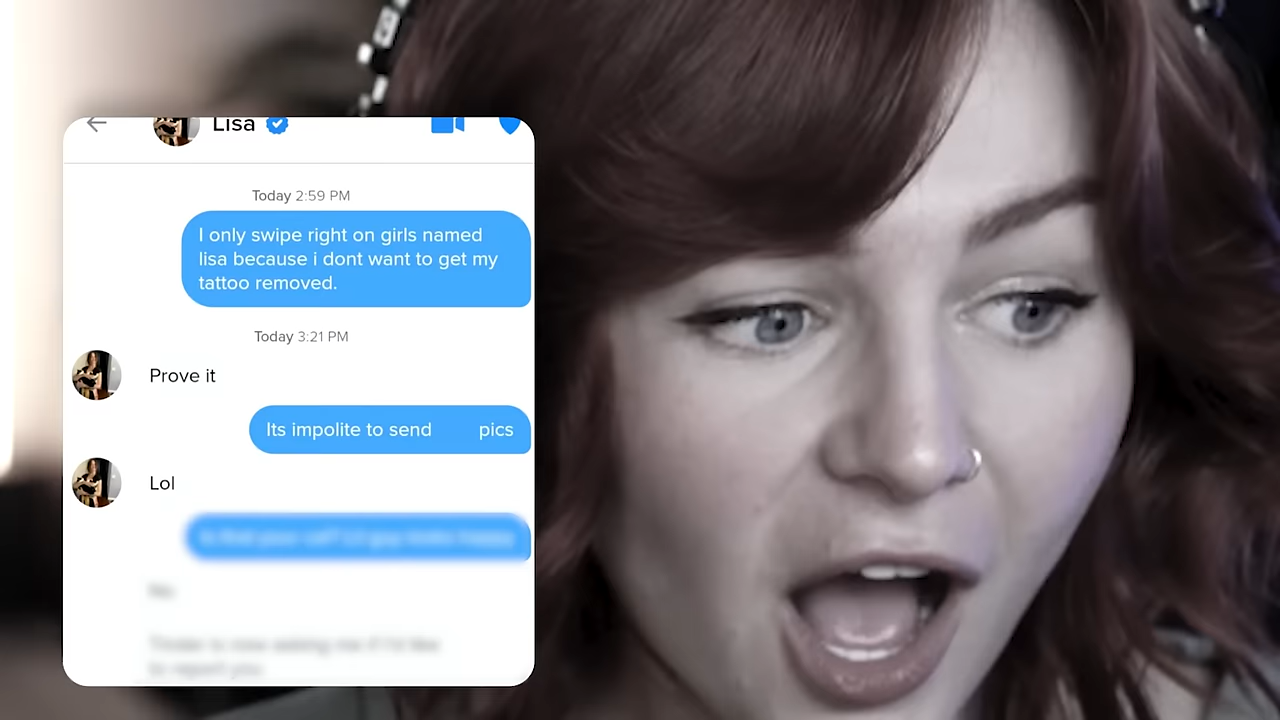 Lisa
Today 2:59 PM
I only swipe right on girls named
lisa because i dont want to get my
tattoo removed.
Today 3:21 PM
Prove it
Its impolite to send pics
Lol